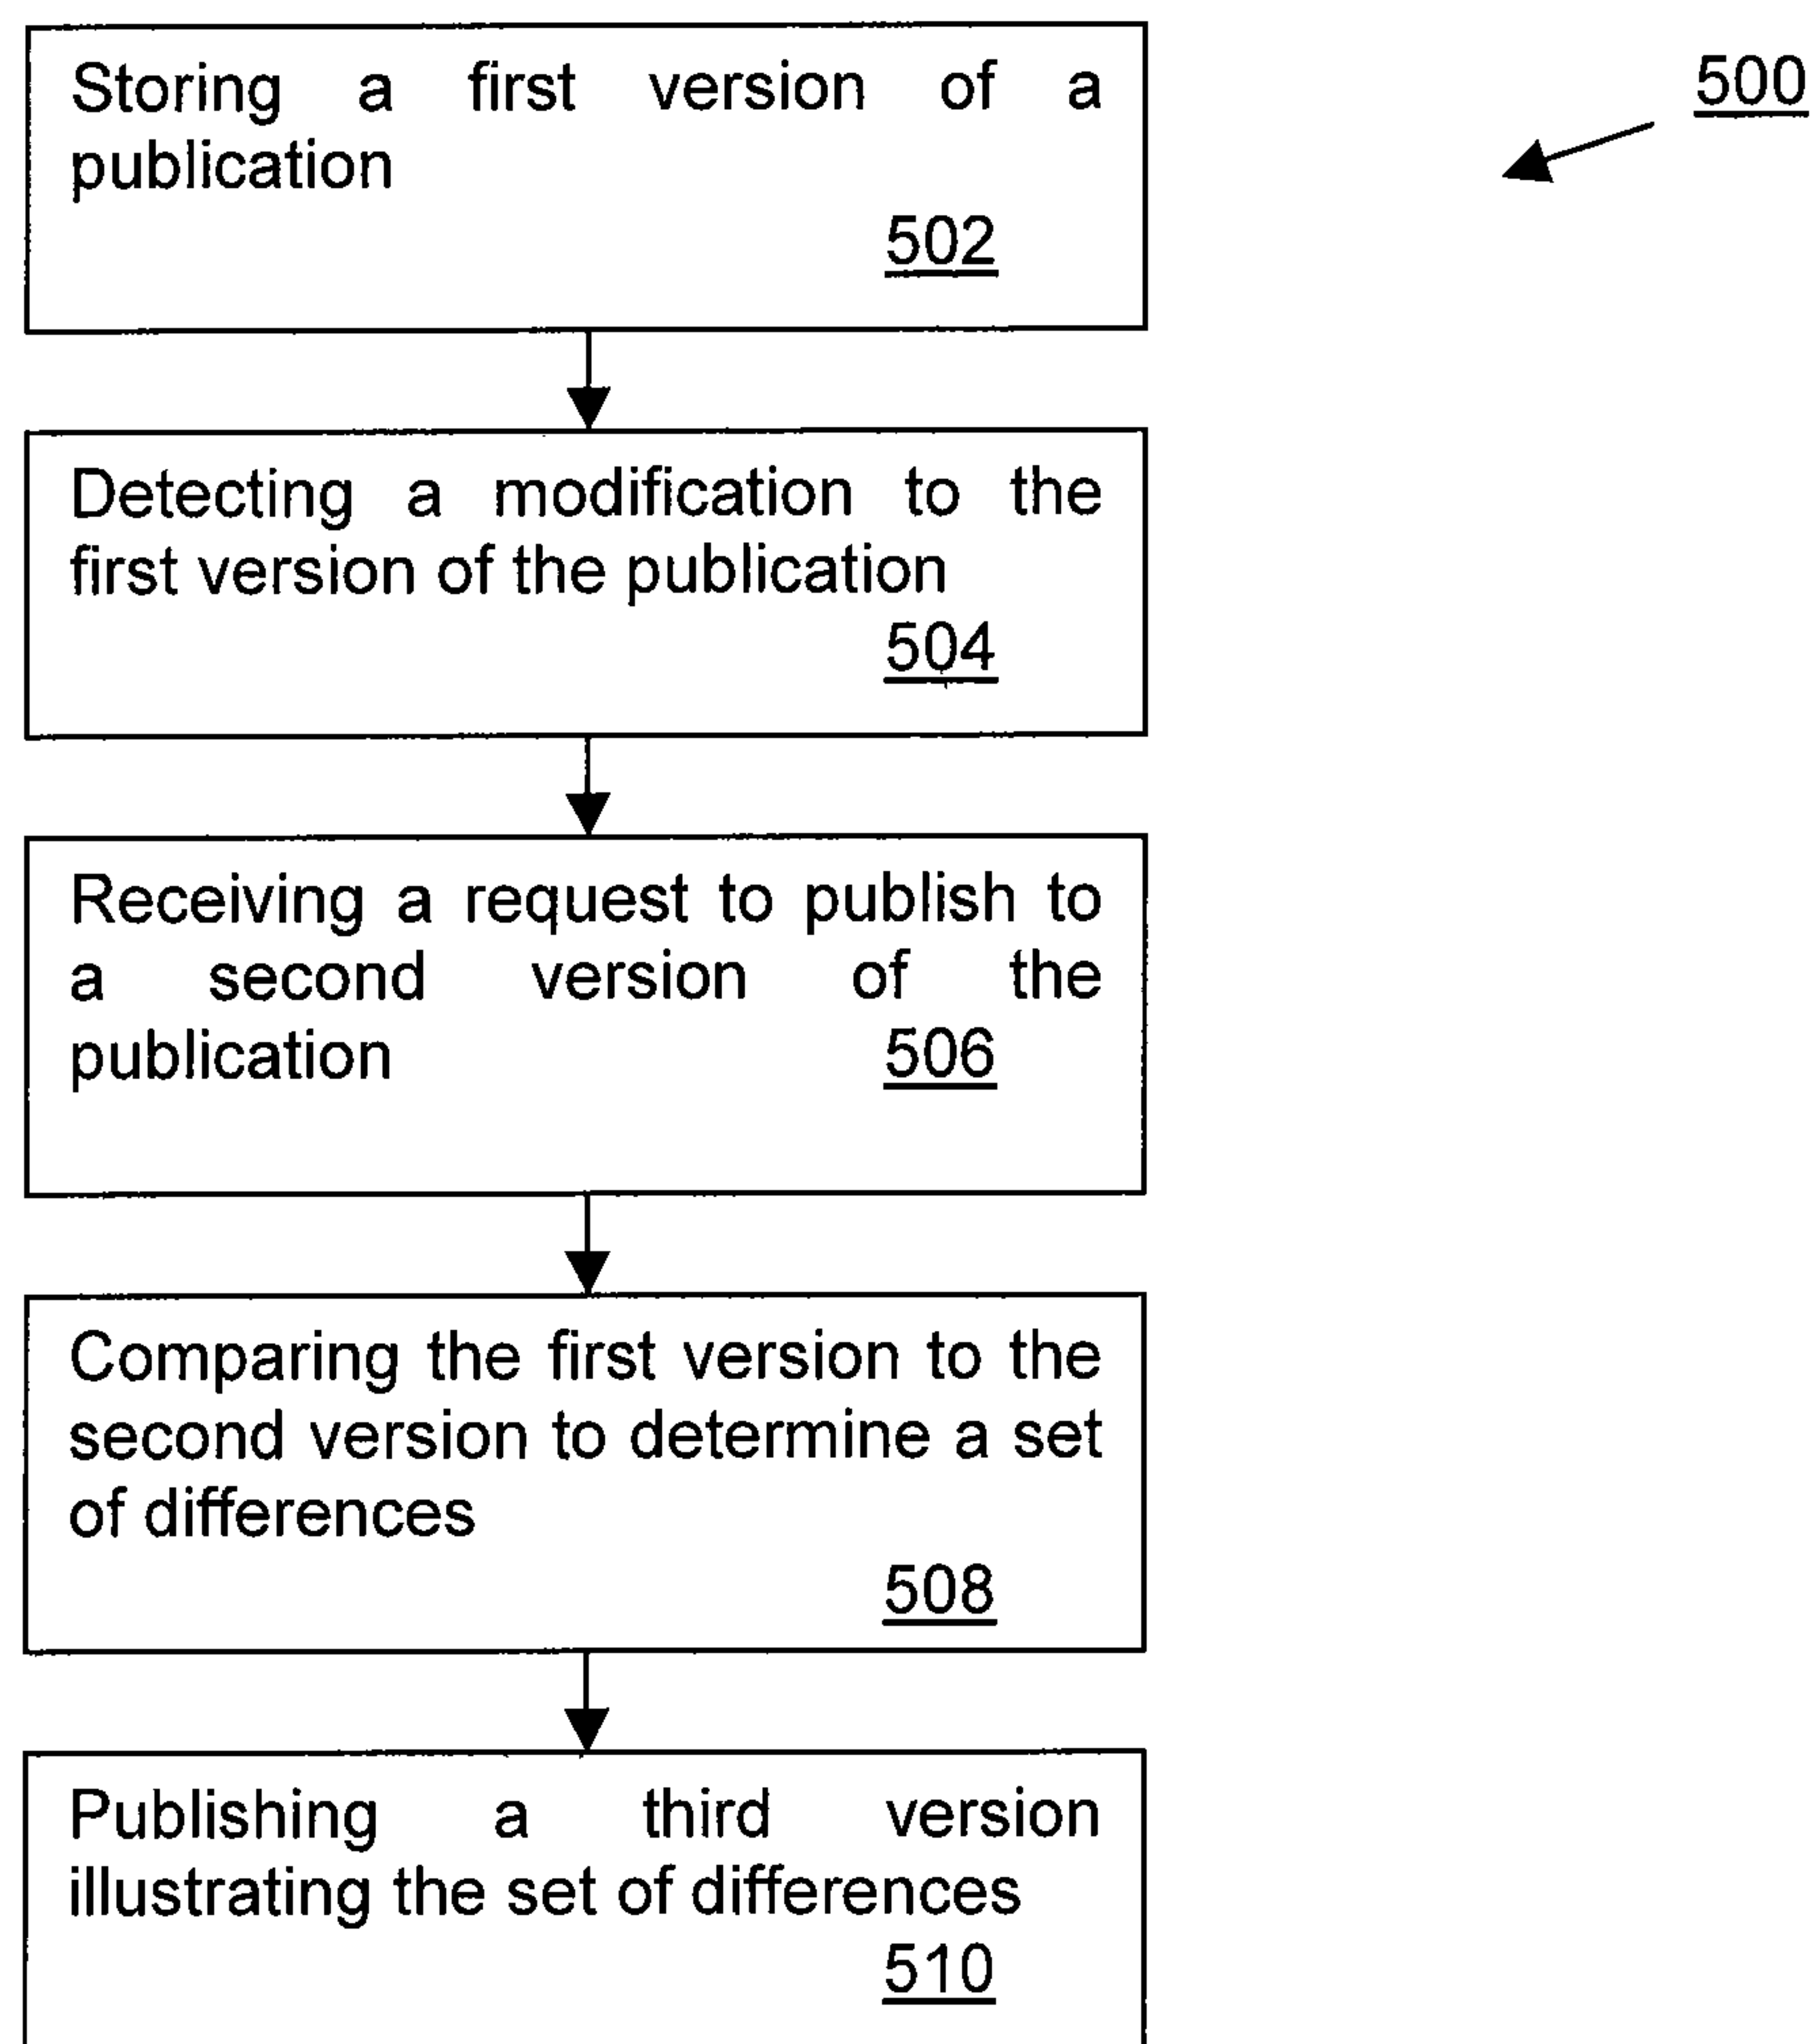 500
Storing a first version of a
publication
502
Detecting a modification to the
first version of the publication
504
Receiving a request to publish to
a second version of the
publication 506
Comparing the first version to the
second version to determine a set
of differences
508
Publishing a third version
illustrating the set of differences
510